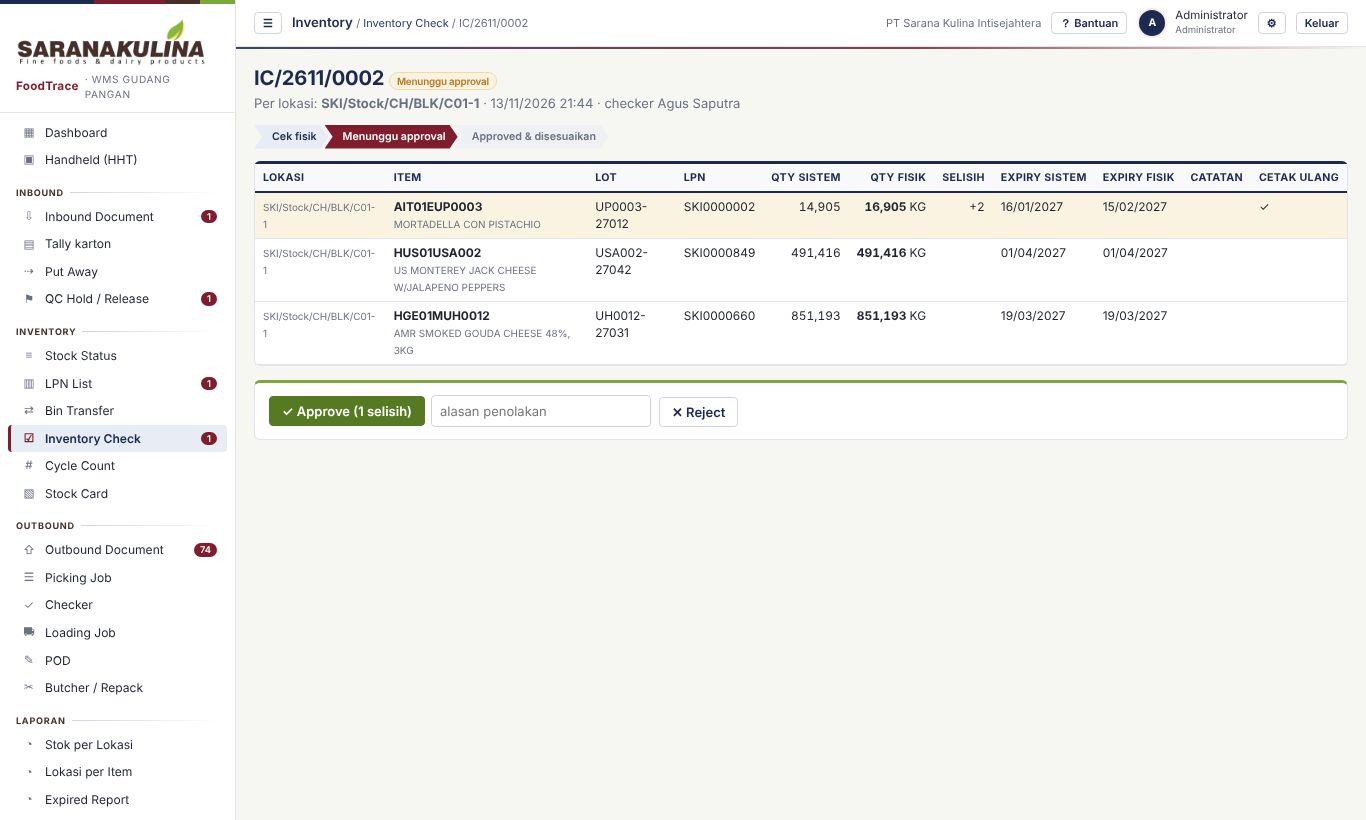 SARANAKULINA
Fine foods & dairy products
FoodTrace · WMS GUDANG
PANGAN
Dashboard
Handheld (HHT)
INBOUND
Inbound Document 1
Tally karton
Put Away
QC Hold / Release 1
INVENTORY
Stock Status
LPN List 1
Bin Transfer
Inventory Check 1
Cycle Count
Stock Card
OUTBOUND
Outbound Document 74
Picking Job
Checker
Loading Job
POD
Butcher / Repack
LAPORAN
Stok per Lokasi
Lokasi per Item
Expired Report
Inventory / Inventory Check / IC/2611/0002
PT Sarana Kulina Intisejahtera ? Bantuan A Administrator Keluar
Administrator
IC/2611/0002 Menunggu approval
Per lokasi: SKI/Stock/CH/BLK/C01-1 · 13/11/2026 21:44 · checker Agus Saputra
Cek fisik Menunggu approval Approved & disesuaikan
LOKASI ITEM LOT LPN QTY SISTEM QTY FISIK SELISIH EXPIRY SISTEM EXPIRY FISIK CATATAN CETAK ULANG
SKI/Stock/CH/BLK/C01- AIT01EUP0003 UP0003- SKI0000002 14,905 16,905 KG +2 16/01/2027 15/02/2027 ✓
1 MORTADELLA CON PISTACHIO 27012
SKI/Stock/CH/BLK/C01- HUS01USA002 USA002- SKI0000849 491,416 491,416 KG 01/04/2027 01/04/2027
1 US MONTEREY JACK CHEESE 27042
W/JALAPENO PEPPERS
SKI/Stock/CH/BLK/C01- HGE01MUH0012 UH0012- SKI0000660 851,193 851,193 KG 19/03/2027 19/03/2027
1 AMR SMOKED GOUDA CHEESE 48%, 27031
3KG
✓ Approve (1 selisih) alasan penolakan ✕ Reject